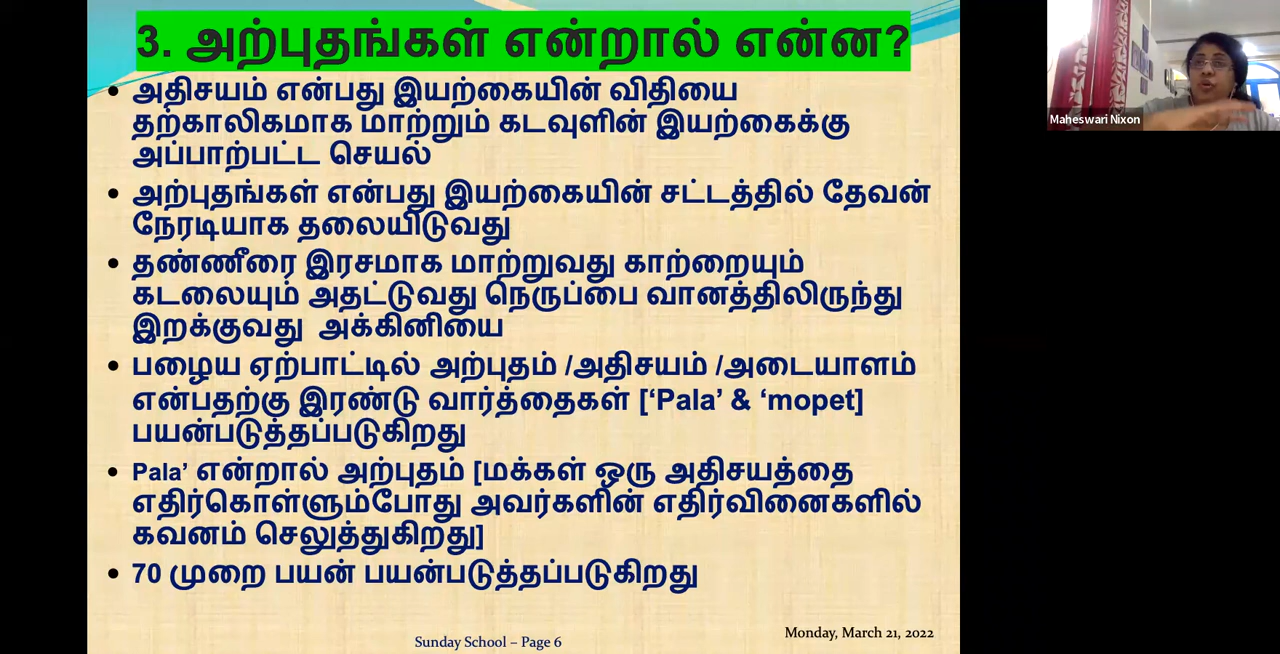 3. அற்புதங்கள் என்றால் என்ன?
• அதிசயம் என்பது இயற்கையின் விதியை
தற்காலிகமாக மாற்றும் கடவுளின் இயற்கைக்கு
அப்பாற்பட்ட செயல்
• அற்புதங்கள் என்பது இயற்கையின் சட்டத்தில் தேவன்
நேரடியாக தலையிடுவது
• தண்ணீரை இரசமாக மாற்றுவது காற்றையும்
கடலையும் அதட்டுவது நெருப்பை வானத்திலிருந்து
இறக்குவது அக்கினியை
• பழைய ஏற்பாட்டில் அற்புதம் /அதிசயம் /அடையாளம்
என்பதற்கு இரண்டு வார்த்தைகள் [‘Pala’ & ‘mopet]
பயன்படுத்தப்படுகிறது
• Pala’ என்றால் அற்புதம் [மக்கள் ஒரு அதிசயத்தை
எதிர்கொள்ளும்போது அவர்களின் எதிர்வினைகளில்
கவனம் செலுத்துகிறது]
• 70 முறை பயன் பயன்படுத்தப்படுகிறது
Sunday School – Page 6
Monday, March 21, 2022
Maheswari Nixon